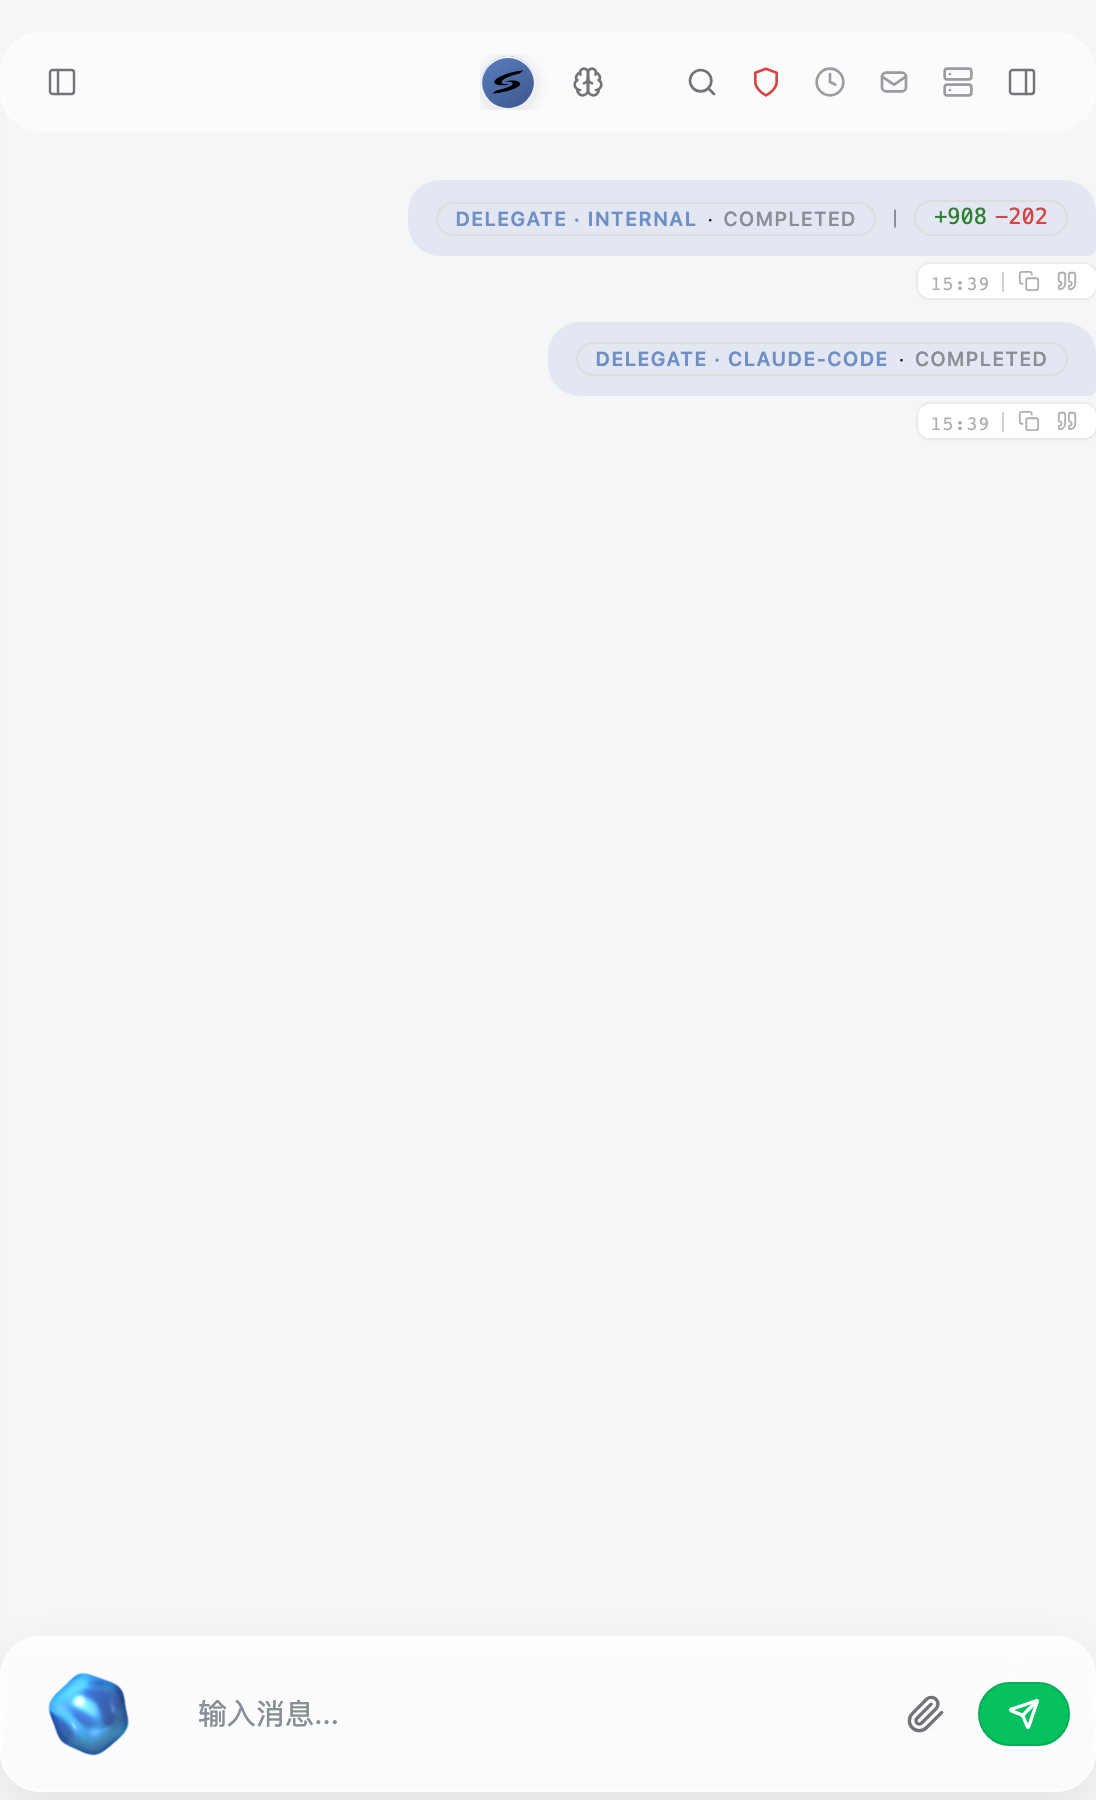 DELEGATE · INTERNAL · COMPLETED | +908 −202
15:39
DELEGATE · CLAUDE-CODE · COMPLETED
15:39
输入消息...